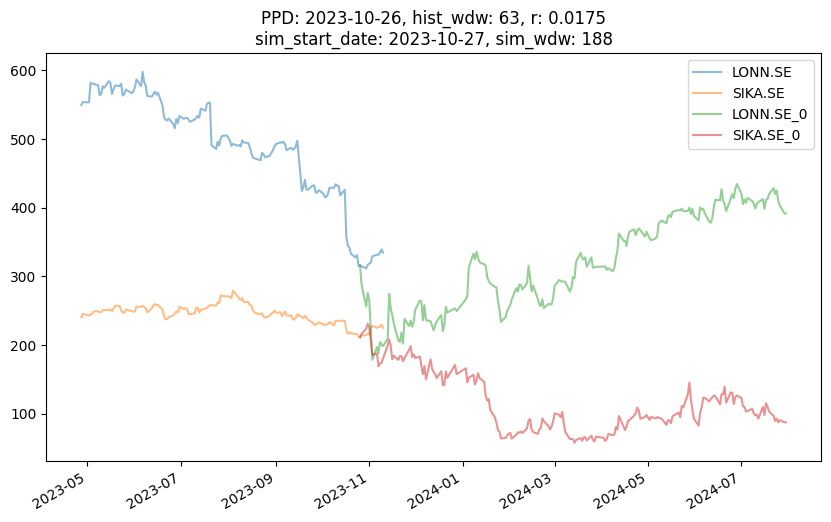 PPD: 2023-10-26, hist_wdw: 63, r: 0.0175
sim_start_date: 2023-10-27, sim_wdw: 188
LONN.SE
SIKA.SE
LONN.SE_0
SIKA.SE_0
600
500
400
300
200
100
2023-05
2023-07
2023-09
2023-11
2024-01
2024-03
2024-05
2024-07